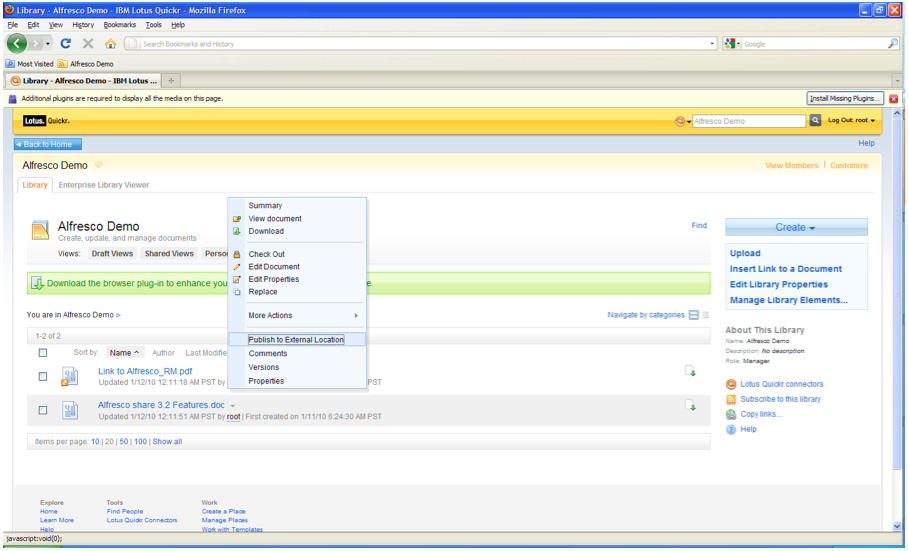 Library - Alfresco Demo - IBM Lotus Quickr - Mozilla Firefox
File Edit View History Bookmarks Tools Help
Search Bookmarks and History
Google
Most Visited Alfresco Demo
Library - Alfresco Demo - IBM Lotus ...
Additional plugins are required to display all the media on this page.
Install Missing Plugins...
Lotus. Quickr.
Alfresco Demo
Log Out: root
Back to Home
Help
Alfresco Demo
View Members | Customize
Library Enterprise Library Viewer
Alfresco Demo
Create, update, and manage documents
Views: Draft Views Shared Views Perso
Find
Summary
View document
Download
Check Out
Edit Document
Edit Properties
Replace
More Actions
Publish to External Location
Comments
Versions
Properties
Download the browser plug-in to enhance you
e.
You are in Alfresco Demo
Navigate by categories
1-2 of 2
Sort by: Name Author Last Modifie
Link to Alfresco_RM.pdf
Updated 1/12/10 12:11:18 AM PST by
PST
Alfresco share 3.2 Features.doc
Updated 1/12/10 12:11:51 AM PST by root | First created on 1/11/10 6:24:30 AM PST
Items per page: 10 | 20 | 50 | 100 | Show all
Create
Upload
Insert Link to a Document
Edit Library Properties
Manage Library Elements...
About This Library
Name: Alfresco Demo
Description: No description
Role: Manager
Lotus Quickr connectors
Subscribe to this library
Copy links...
Help
Explore
Home
Learn More
Help
Tools
Find People
Lotus Quickr Connectors
Work
Create a Place
Manage Places
Work with Templates
javascript:void(0);